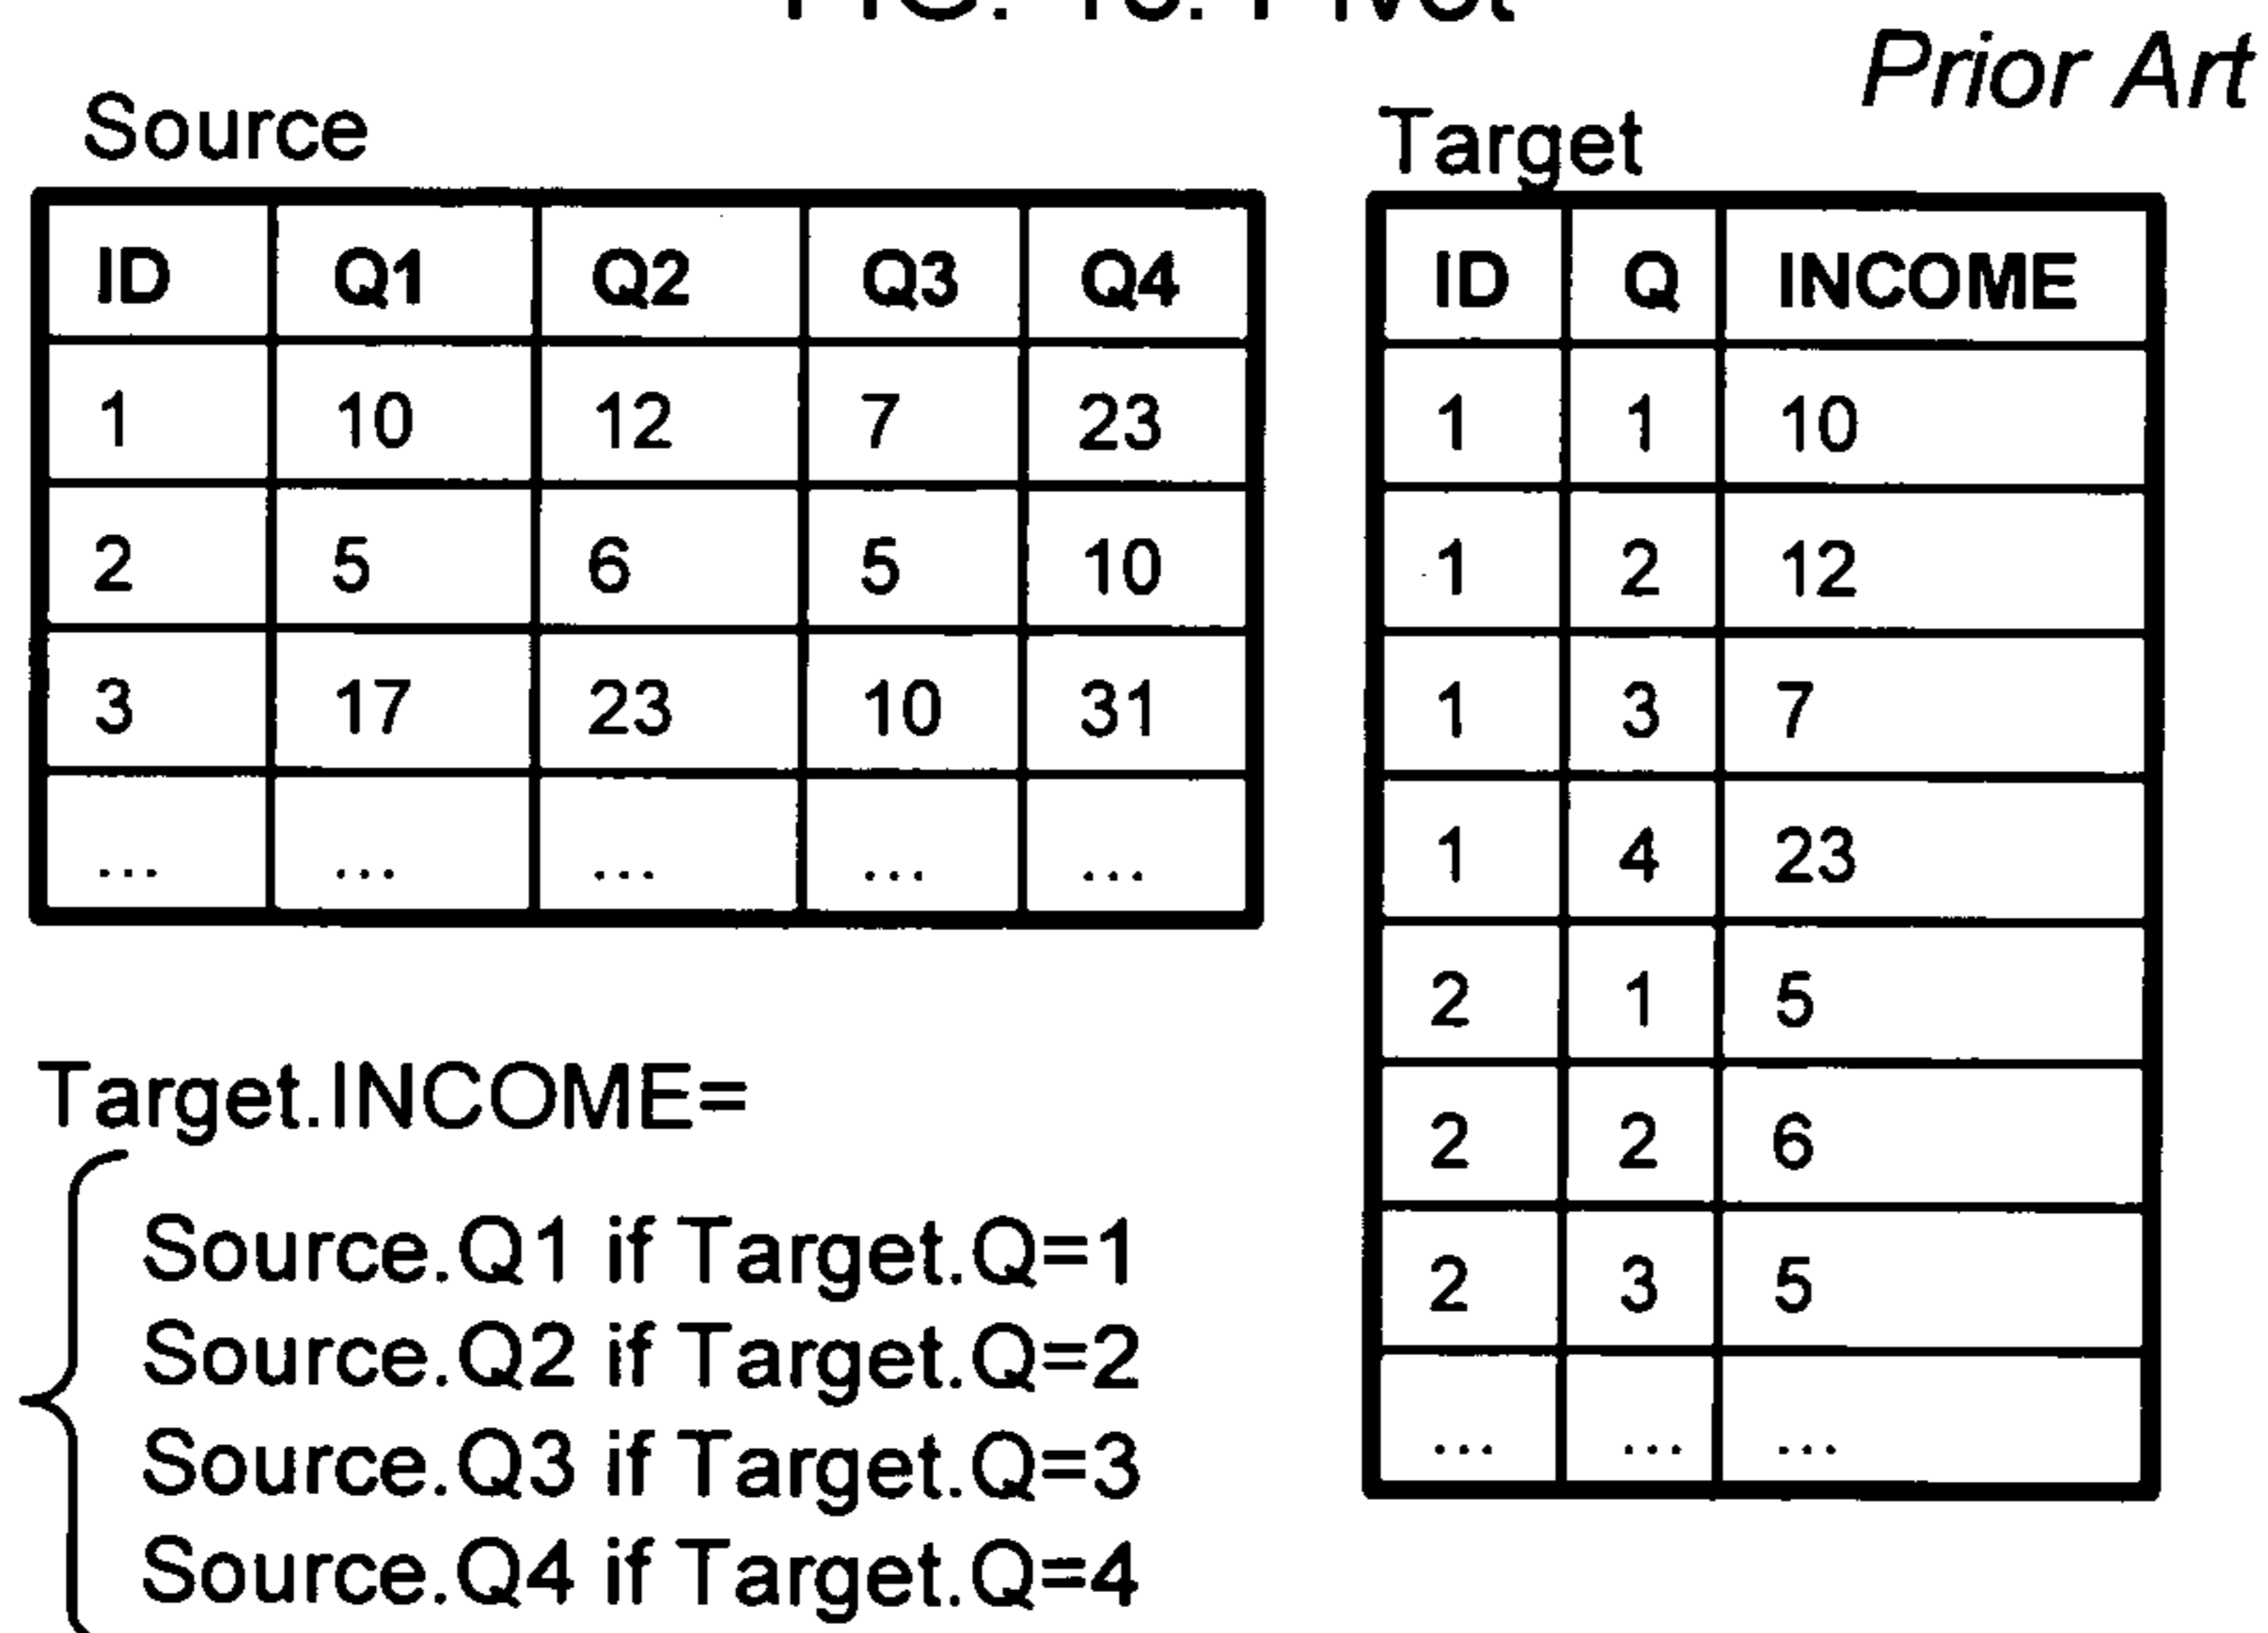 Prior Art
Source
ID Q1 Q2 Q3 Q4
1 10 12 7 23
2 5 6 5 10
3 17 23 10 31
... ... ... ... ...
Target
ID Q INCOME
1 1 10
1 2 12
1 3 7
1 4 23
2 1 5
2 2 6
2 3 5
... ... ...
Target.INCOME=
Source.Q1 if Target.Q=1
Source.Q2 if Target.Q=2
Source.Q3 if Target.Q=3
Source.Q4 if Target.Q=4